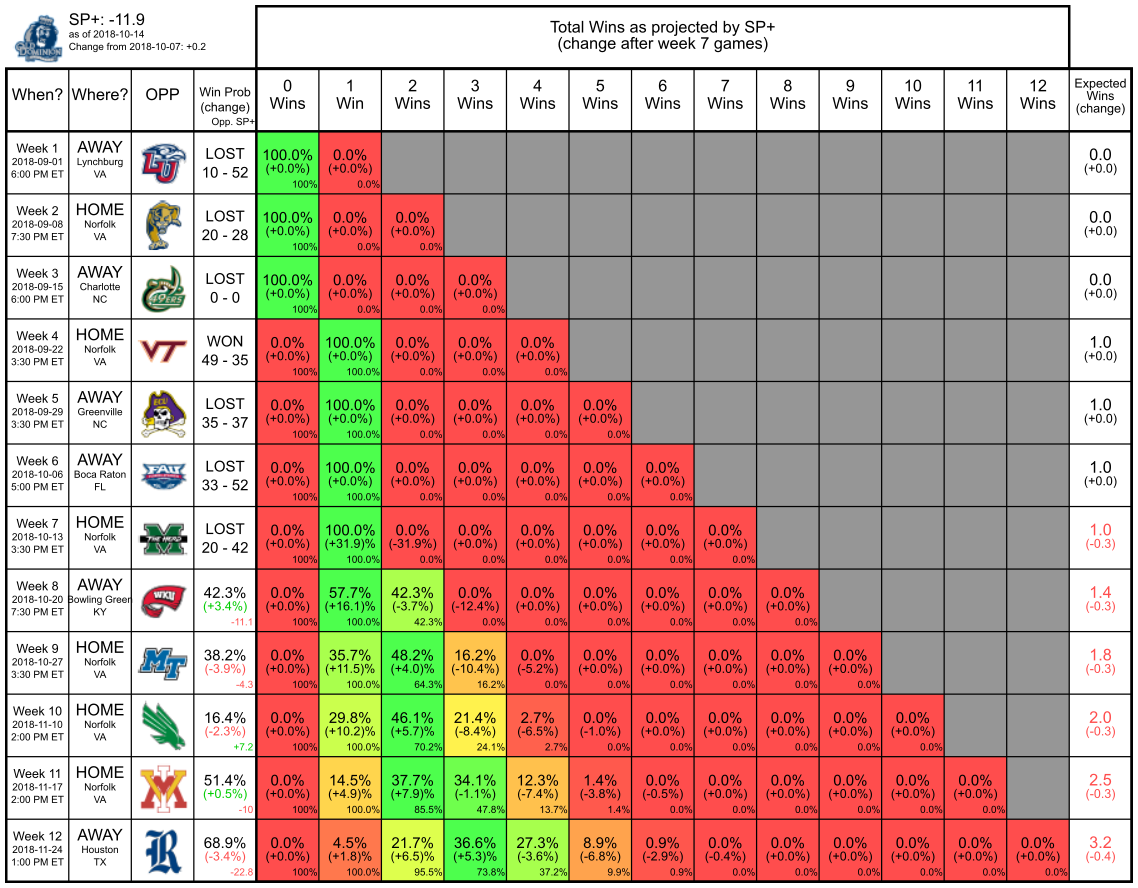 SP+: -11.9
as of 2018-10-14
Change from 2018-10-07: +0.2
OLD DOMINION
Total Wins as projected by SP+
(change after week 7 games)
When? Where? OPP Win Prob (change) Opp. SP+ 0 Wins 1 Win 2 Wins 3 Wins 4 Wins 5 Wins 6 Wins 7 Wins 8 Wins 9 Wins 10 Wins 11 Wins 12 Wins Expected Wins (change)
Week 1 AWAY LU LOST 100.0% 0.0% 0.0
2018-09-01 Lynchburg 10 - 52 (+0.0%) (+0.0%) (+0.0)
6:00 PM ET VA 100% 0.0%
Week 2 HOME LOST 100.0% 0.0% 0.0% 0.0
2018-09-08 Norfolk 20 - 28 (+0.0%) (+0.0%) (+0.0%) (+0.0)
7:30 PM ET VA 100% 0.0% 0.0%
Week 3 AWAY 49ERS LOST 100.0% 0.0% 0.0% 0.0% 0.0
2018-09-15 Charlotte 0 - 0 (+0.0%) (+0.0%) (+0.0%) (+0.0%) (+0.0)
6:00 PM ET NC 100% 0.0% 0.0% 0.0%
Week 4 HOME VT WON 0.0% 100.0% 0.0% 0.0% 0.0% 1.0
2018-09-22 Norfolk 49 - 35 (+0.0%) (+0.0%) (+0.0%) (+0.0%) (+0.0%) (+0.0)
3:30 PM ET VA 100% 100.0% 0.0% 0.0% 0.0%
Week 5 AWAY ECU LOST 0.0% 100.0% 0.0% 0.0% 0.0% 0.0% 1.0
2018-09-29 Greenville 35 - 37 (+0.0%) (+0.0%) (+0.0%) (+0.0%) (+0.0%) (+0.0%) (+0.0)
3:30 PM ET NC 100% 100.0% 0.0% 0.0% 0.0% 0.0%
Week 6 AWAY FAU LOST 0.0% 100.0% 0.0% 0.0% 0.0% 0.0% 0.0% 1.0
2018-10-06 Boca Raton 33 - 52 (+0.0%) (+0.0%) (+0.0%) (+0.0%) (+0.0%) (+0.0%) (+0.0%) (+0.0)
5:00 PM ET FL 100% 100.0% 0.0% 0.0% 0.0% 0.0% 0.0%
Week 7 HOME M THE HERD LOST 0.0% 100.0% 0.0% 0.0% 0.0% 0.0% 0.0% 0.0% 1.0
2018-10-13 Norfolk 20 - 42 (+0.0%) (+31.9)% (-31.9%) (+0.0%) (+0.0%) (+0.0%) (+0.0%) (+0.0%) (-0.3)
3:30 PM ET VA 100% 100.0% 0.0% 0.0% 0.0% 0.0% 0.0% 0.0%
Week 8 AWAY WKU 42.3% 0.0% 57.7% 42.3% 0.0% 0.0% 0.0% 0.0% 0.0% 0.0% 1.4
2018-10-20 Bowling Green (+3.4%) (+0.0%) (+16.1)% (-3.7%) (-12.4%) (+0.0%) (+0.0%) (+0.0%) (+0.0%) (+0.0%) (-0.3)
7:30 PM ET KY -11.1 100% 100.0% 42.3% 0.0% 0.0% 0.0% 0.0% 0.0% 0.0%
Week 9 HOME MT 38.2% 0.0% 35.7% 48.2% 16.2% 0.0% 0.0% 0.0% 0.0% 0.0% 0.0% 1.8
2018-10-27 Norfolk (-3.9%) (+0.0%) (+11.5)% (+4.0%) (-10.4%) (-5.2%) (+0.0%) (+0.0%) (+0.0%) (+0.0%) (+0.0%) (-0.3)
3:30 PM ET VA -4.3 100% 100.0% 64.3% 16.2% 0.0% 0.0% 0.0% 0.0% 0.0% 0.0%
Week 10 HOME 16.4% 0.0% 29.8% 46.1% 21.4% 2.7% 0.0% 0.0% 0.0% 0.0% 0.0% 0.0% 2.0
2018-11-10 Norfolk (-2.3%) (+0.0%) (+10.2)% (+5.7%) (-8.4%) (-6.5%) (-1.0%) (+0.0%) (+0.0%) (+0.0%) (+0.0%) (+0.0%) (-0.3)
2:00 PM ET VA +7.2 100% 100.0% 70.2% 24.1% 2.7% 0.0% 0.0% 0.0% 0.0% 0.0% 0.0%
Week 11 HOME VMI 51.4% 0.0% 14.5% 37.7% 34.1% 12.3% 1.4% 0.0% 0.0% 0.0% 0.0% 0.0% 0.0% 2.5
2018-11-17 Norfolk (+0.5%) (+0.0%) (+4.9)% (+7.9%) (-1.1%) (-7.4%) (-3.8%) (-0.5%) (+0.0%) (+0.0%) (+0.0%) (+0.0%) (+0.0%) (-0.3)
2:00 PM ET VA -10 100% 100.0% 85.5% 47.8% 13.7% 1.4% 0.0% 0.0% 0.0% 0.0% 0.0% 0.0%
Week 12 AWAY R 68.9% 0.0% 4.5% 21.7% 36.6% 27.3% 8.9% 0.9% 0.0% 0.0% 0.0% 0.0% 0.0% 0.0% 3.2
2018-11-24 Houston (-3.4%) (+0.0%) (+1.8)% (+6.5%) (+5.3)% (-3.6%) (-6.8%) (-2.9%) (-0.4%) (+0.0%) (+0.0%) (+0.0%) (+0.0%) (+0.0%) (-0.4)
1:00 PM ET TX -22.8 100% 100.0% 95.5% 73.8% 37.2% 9.9% 0.9% 0.0% 0.0% 0.0% 0.0% 0.0% 0.0%